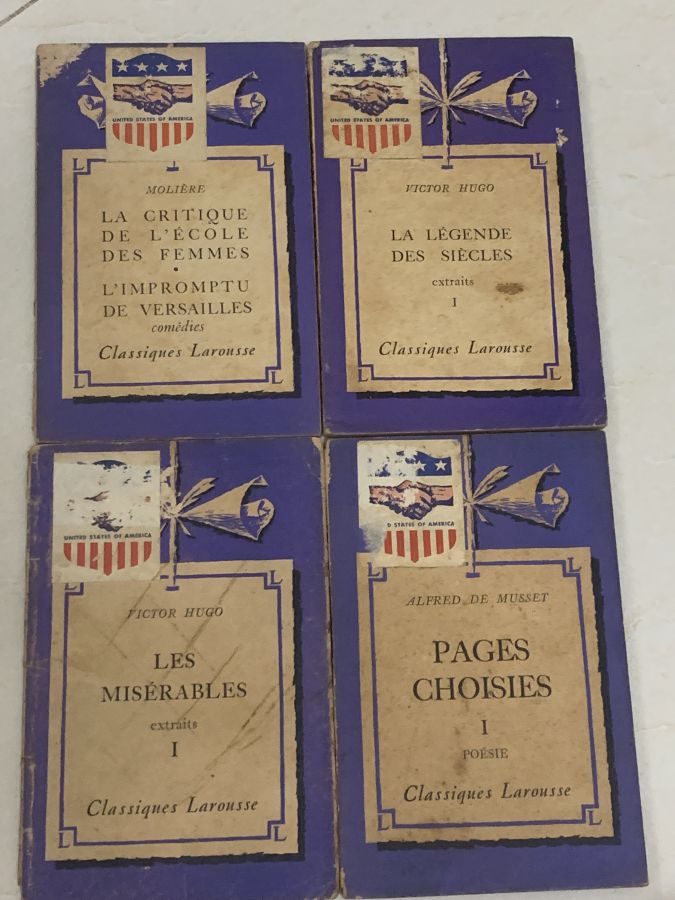 UNITED STATES OF AMERICA
MOLIÈRE
LA CRITIQUE
DE L'ÉCOLE
DES FEMMES
•
L'IMPROMPTU
DE VERSAILLES
comédies
Classiques Larousse
L L
L L
UNITED STATES OF AMERICA
VICTOR HUGO
LA LÉGENDE
DES SIÈCLES
extraits
I
Classiques Larousse
L L
L L
UNITED STATES OF AMERICA
VICTOR HUGO
LES
MISÉRABLES
extraits
I
Classiques Larousse
L L
L L
D STATES OF AMERICA
ALFRED DE MUSSET
PAGES
CHOISIES
I
POÉSIE
Classiques Larousse
L L
L L